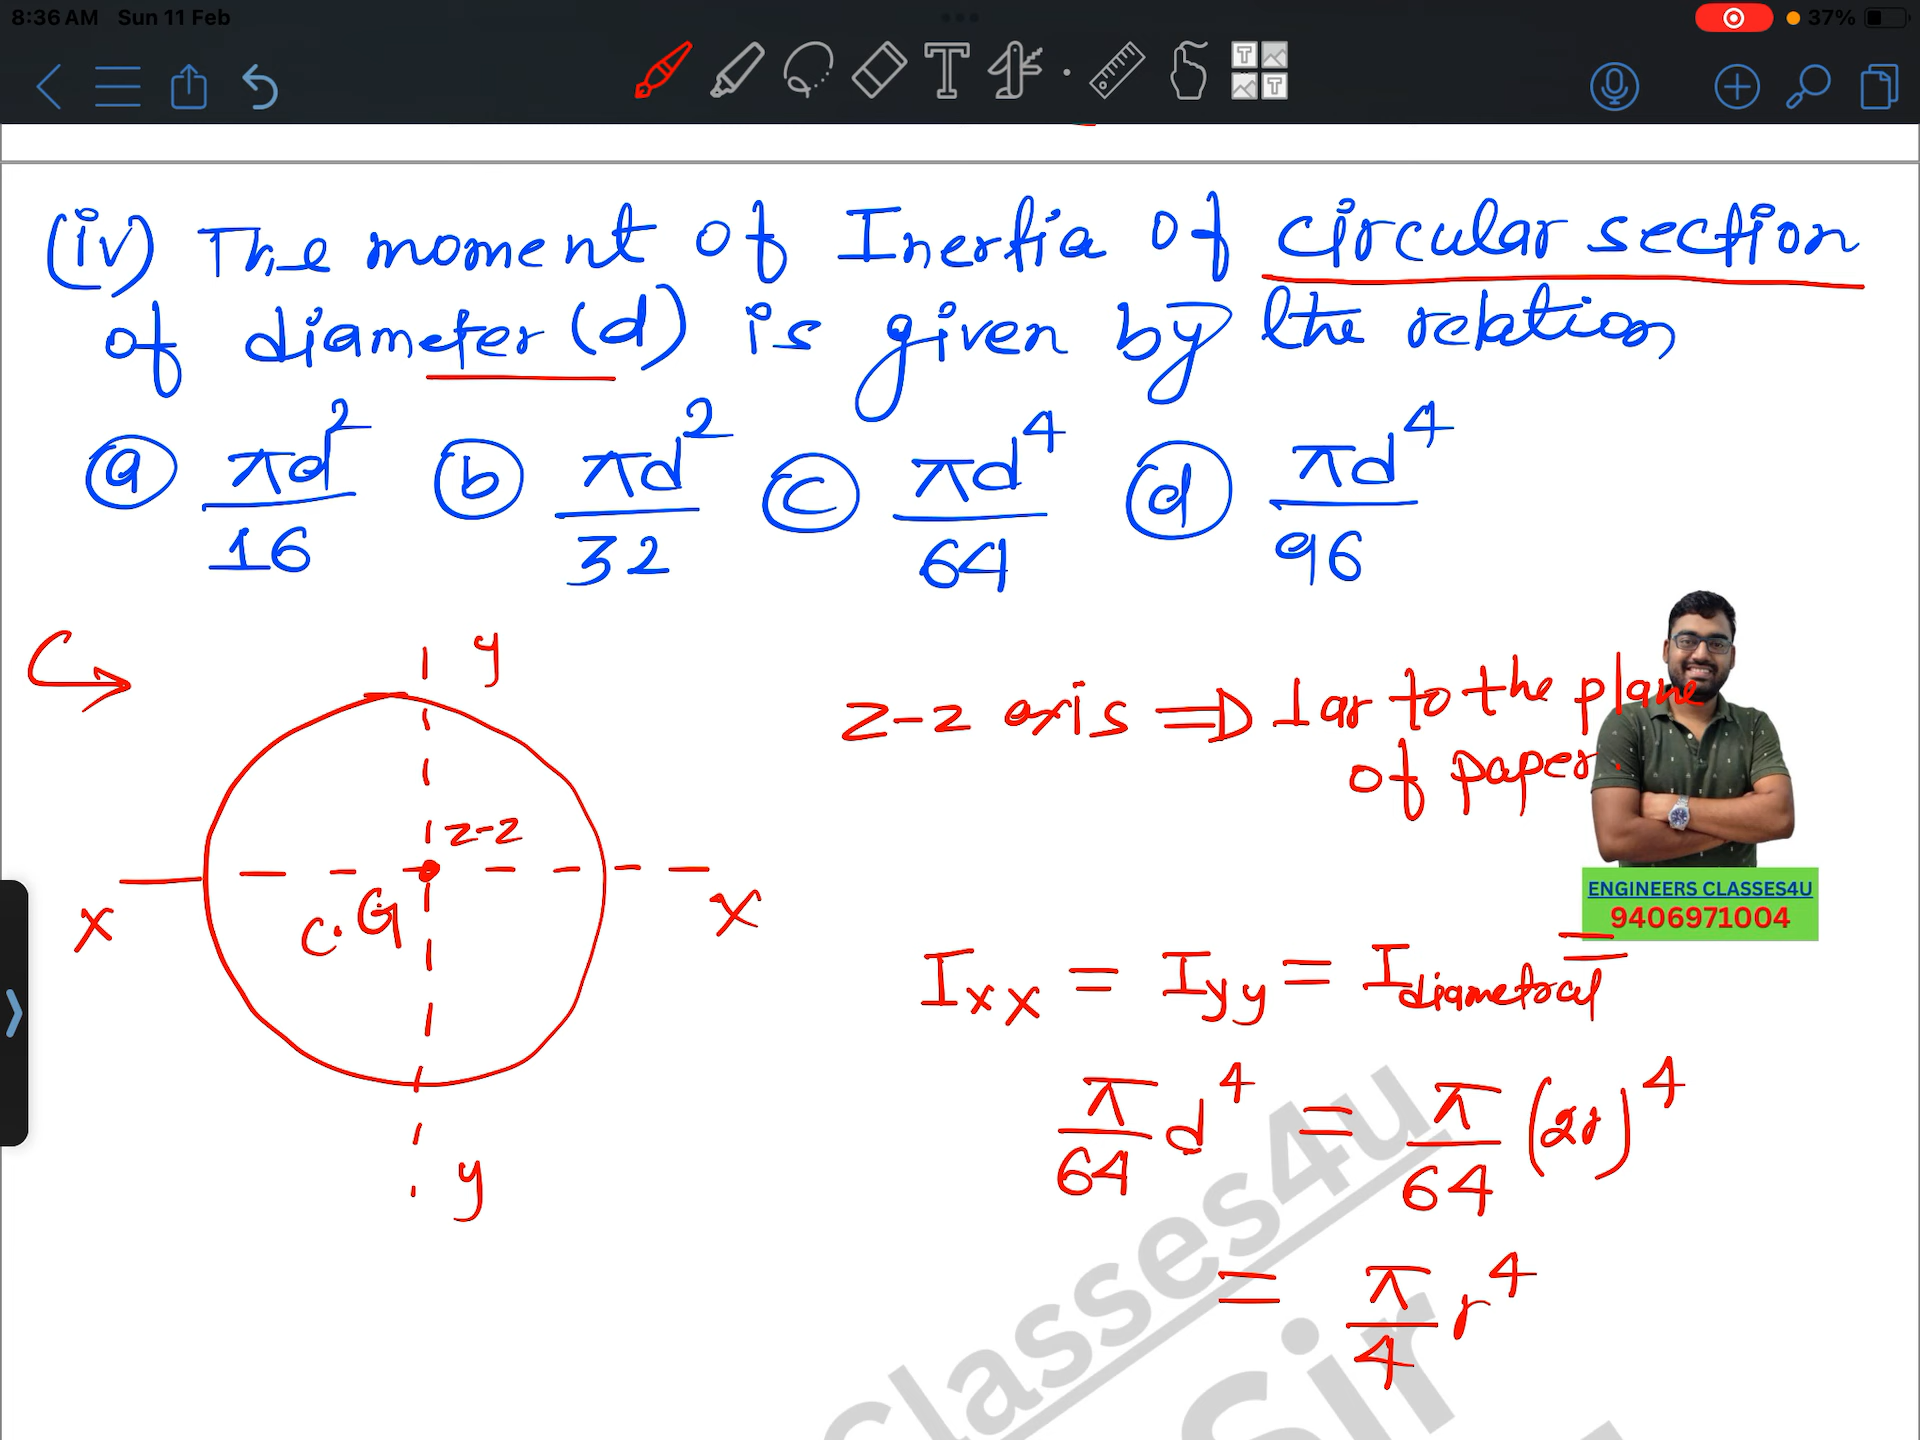 8:36 AM Sun 11 Feb
37%
(iv) The moment of Inertia of circular section
of diameter (d) is given by the relation
(a) πd²/16 (b) πd²/32 (c) πd⁴/64 (d) πd⁴/96
y
z-z axis ⇒ ⊥ar to the plane
of paper.
z-z
x
C.G
x
y
ENGINEERS CLASSES4U
9406971004
Ixx = Iyy = Idiametral =
π/64 d⁴ = π/64 (2r)⁴
= π/4 r⁴
Classes4u
Sir